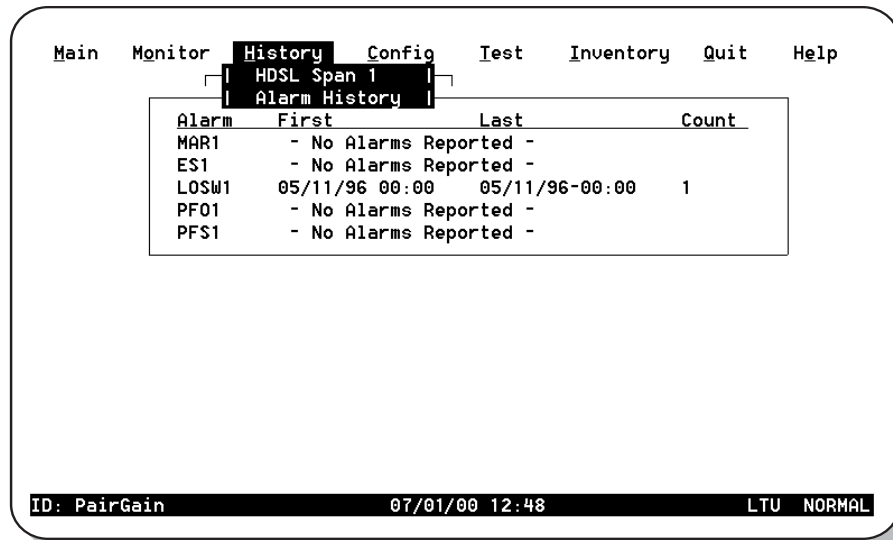 Main Monitor History Config Test Inventory Quit Help
HDSL Span 1
Alarm History
Alarm First Last Count
MAR1 - No Alarms Reported -
ES1 - No Alarms Reported -
LOSW1 05/11/96 00:00 05/11/96-00:00 1
PFO1 - No Alarms Reported -
PFS1 - No Alarms Reported -
ID: PairGain 07/01/00 12:48 LTU NORMAL